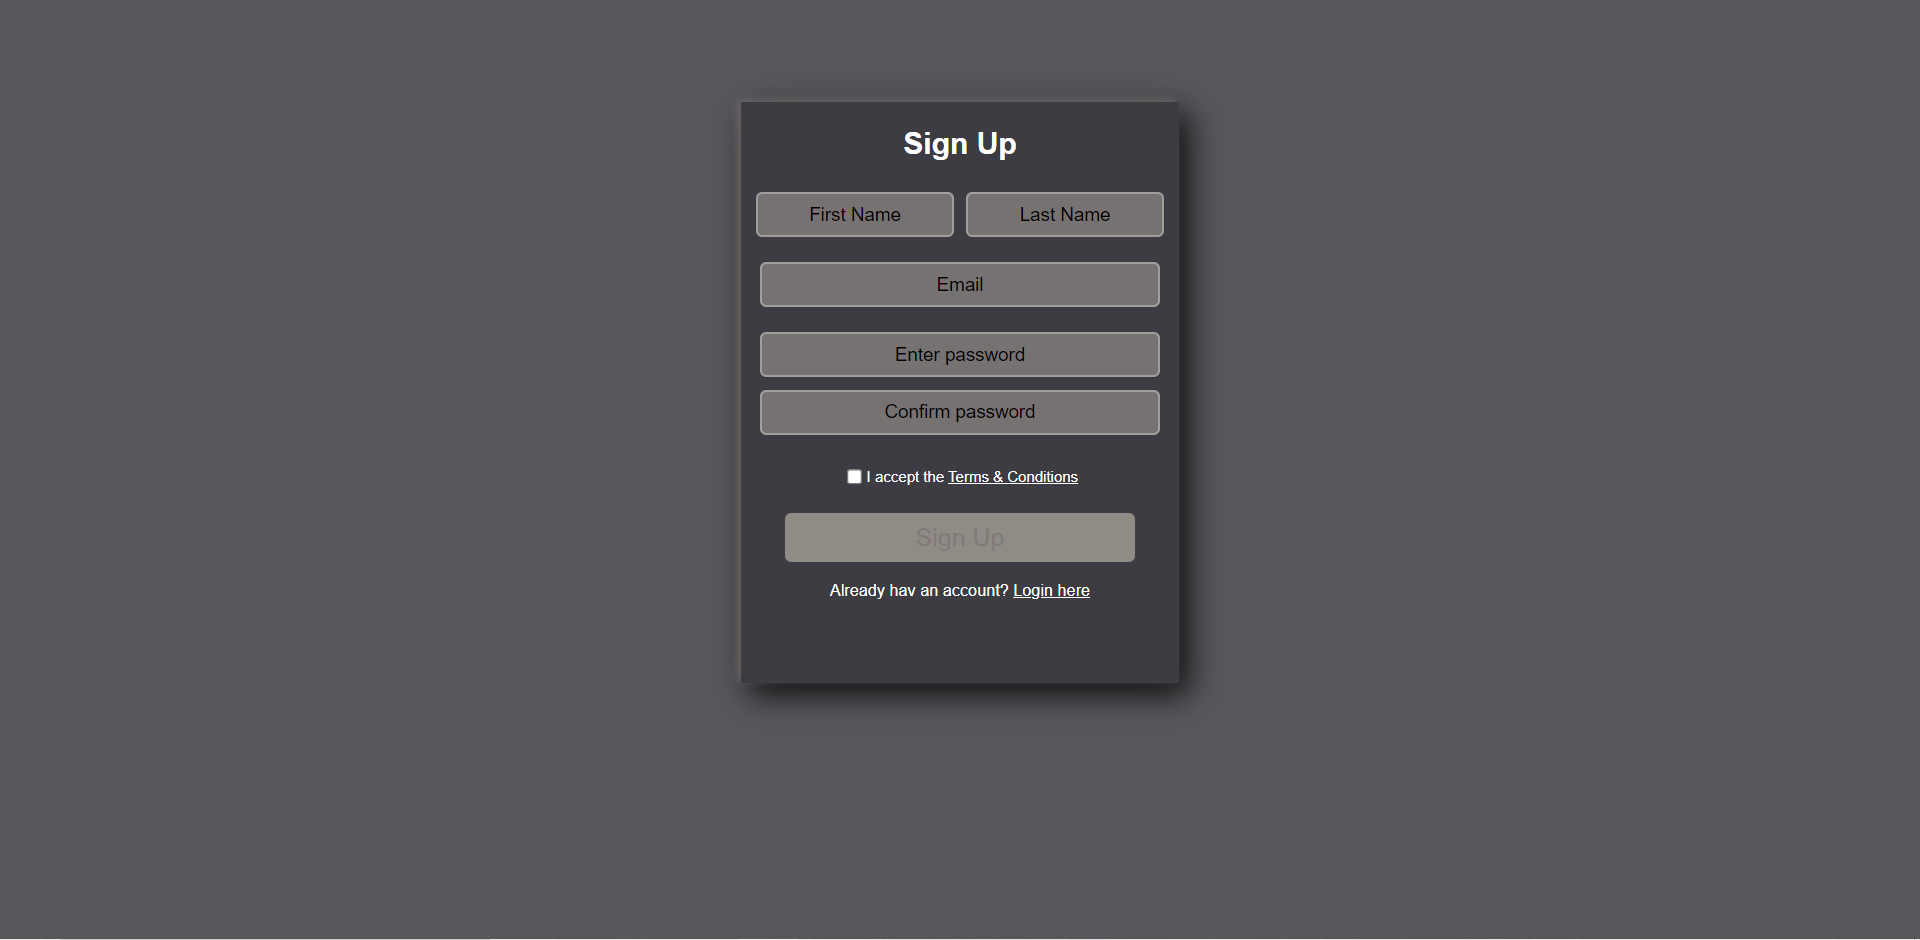 Sign Up
First Name Last Name
Email
Enter password
Confirm password
I accept the Terms & Conditions
Sign Up
Already hav an account? Login here